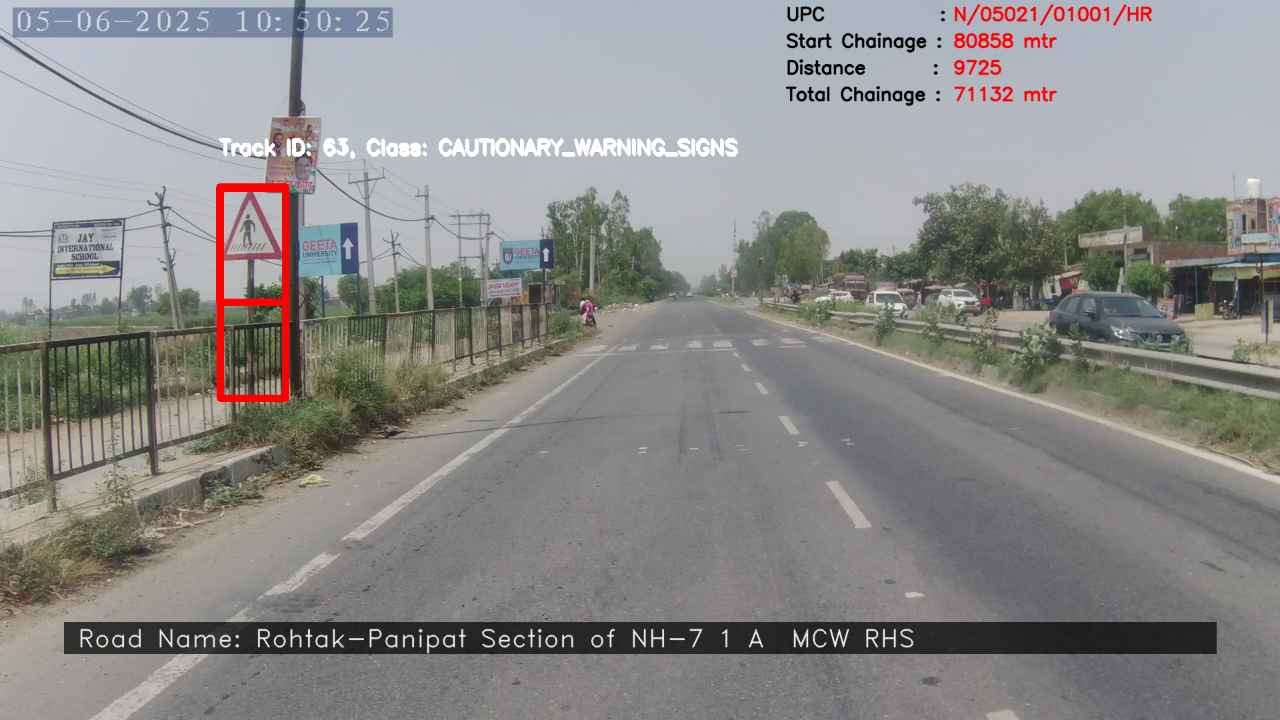 05-06-2025 10:50:25
UPC : N/05021/01001/HR
Start Chainage : 80858 mtr
Distance : 9725
Total Chainage : 71132 mtr
Track ID: 63, Class: CAUTIONARY_WARNING_SIGNS
JAY
INTERNATIONAL
SCHOOL
GEETA
UNIVERSITY
GEETA
Road Name: Rohtak-Panipat Section of NH-7 1 A MCW RHS